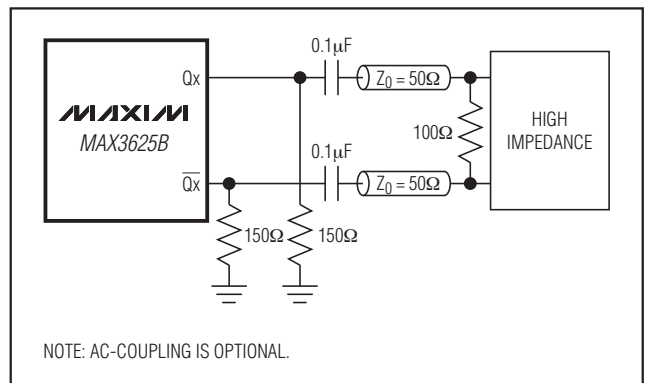 0.1μF
Qx
Z₀ = 50Ω
MAXIM
MAX3625B
100Ω
HIGH
IMPEDANCE
0.1μF
Q̅x̅
Z₀ = 50Ω
150Ω
150Ω
NOTE: AC-COUPLING IS OPTIONAL.